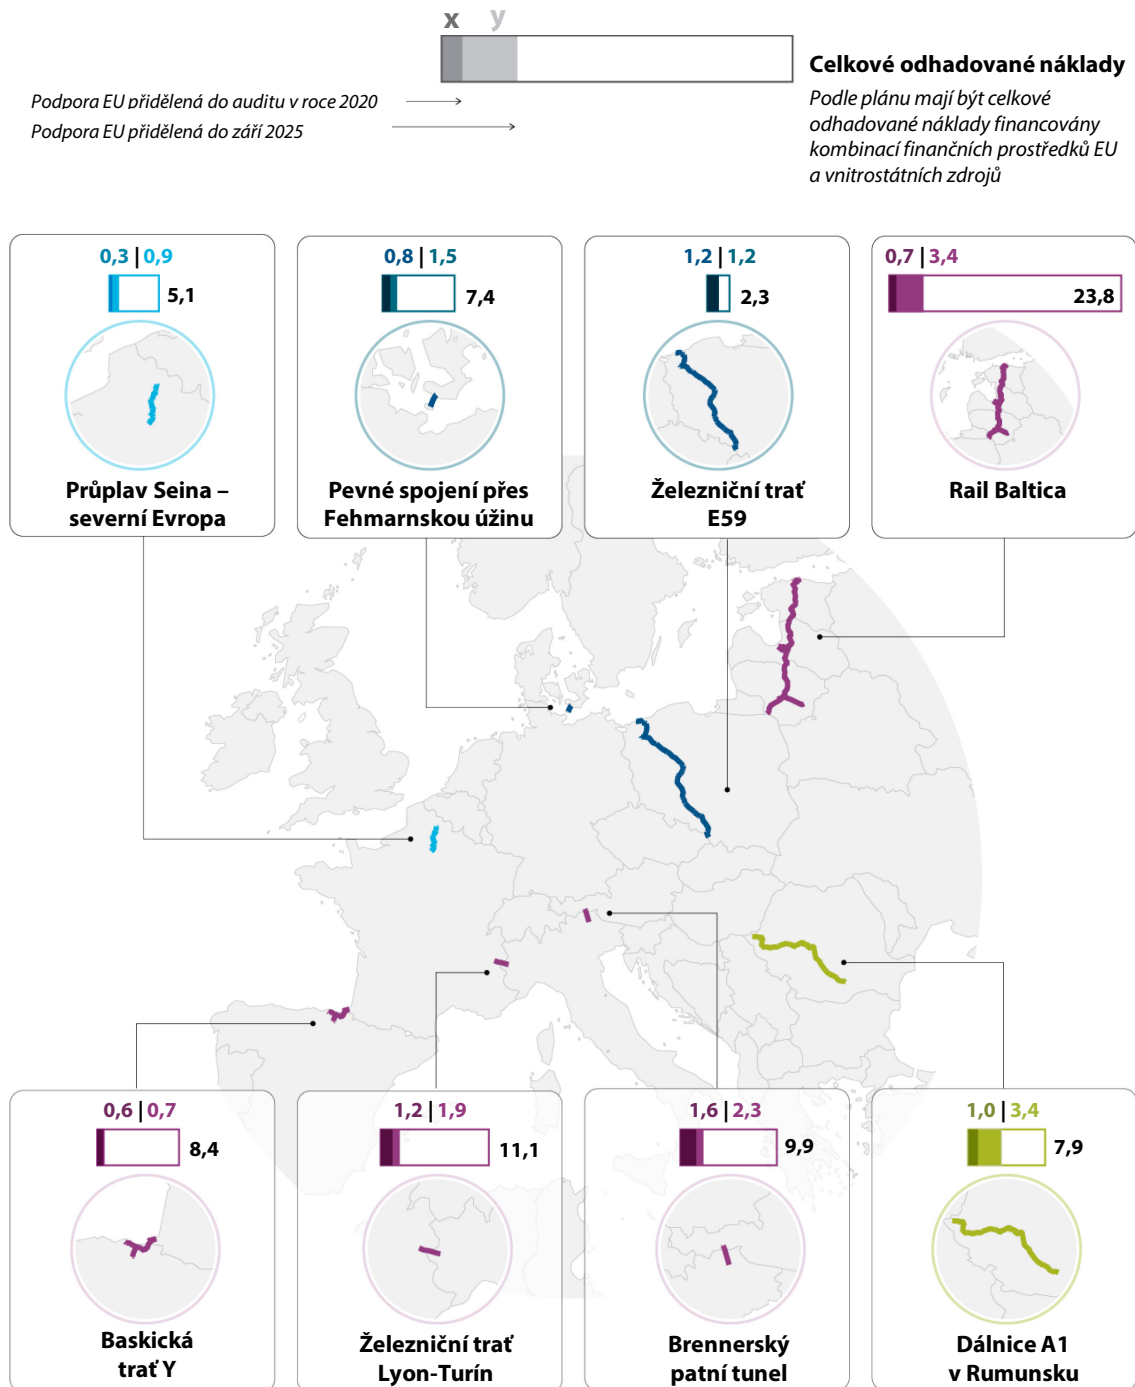 x y
Celkové odhadované náklady
Podpora EU přidělená do auditu v roce 2020
Podpora EU přidělená do září 2025
Podle plánu mají být celkové
odhadované náklady financovány
kombinací finančních prostředků EU
a vnitrostátních zdrojů
0,3 | 0,9
5,1
Průplav Seina –
severní Evropa
0,8 | 1,5
7,4
Pevné spojení přes
Fehmarnskou úžinu
1,2 | 1,2
2,3
Železniční trať
E59
0,7 | 3,4
23,8
Rail Baltica
0,6 | 0,7
8,4
Baskická
trať Y
1,2 | 1,9
11,1
Železniční trať
Lyon-Turín
1,6 | 2,3
9,9
Brennerský
patní tunel
1,0 | 3,4
7,9
Dálnice A1
v Rumunsku